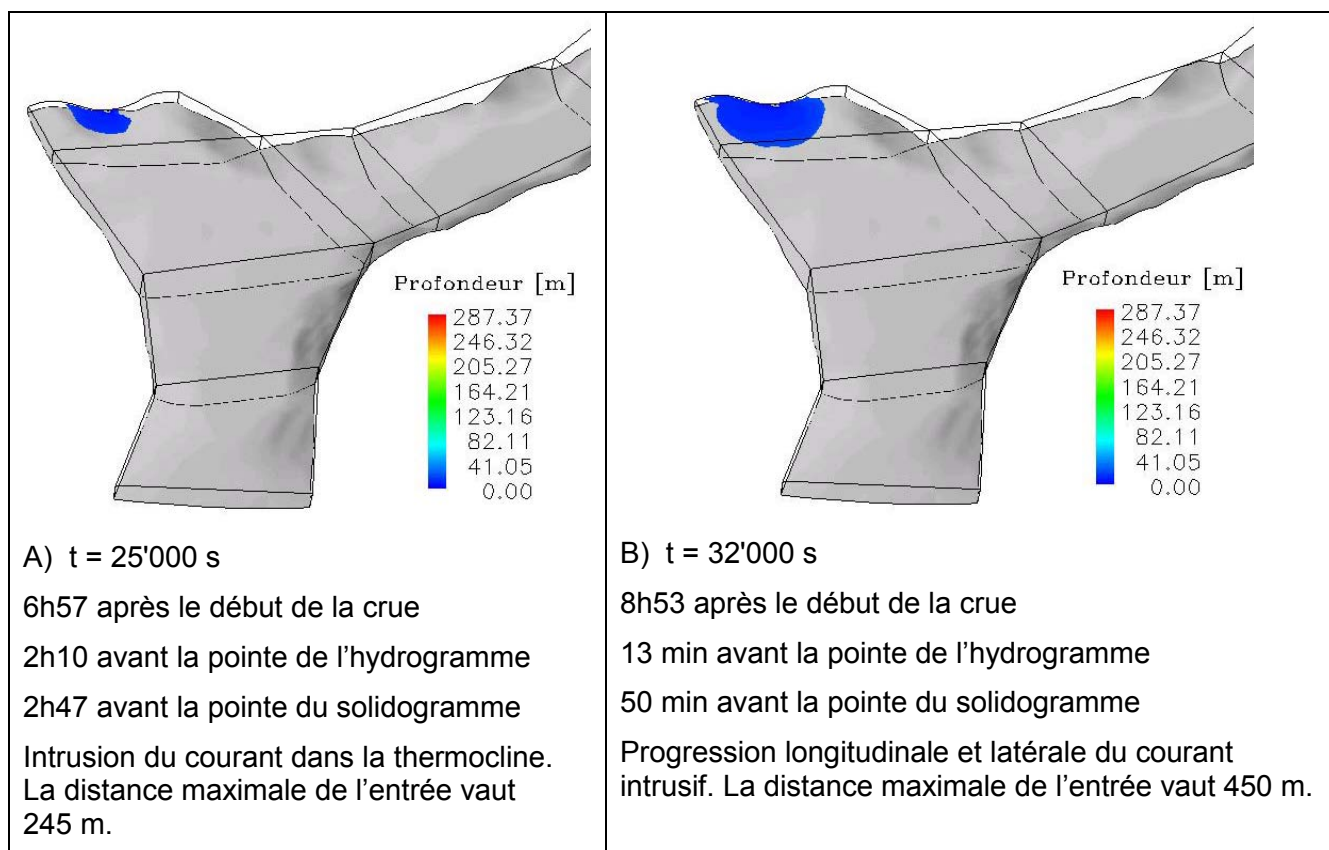 Profondeur [m]
287.37
246.32
205.27
164.21
123.16
82.11
41.05
0.00
A) t = 25'000 s
6h57 après le début de la crue
2h10 avant la pointe de l’hydrogramme
2h47 avant la pointe du solidogramme
Intrusion du courant dans la thermocline.
La distance maximale de l’entrée vaut
245 m.
Profondeur [m]
287.37
246.32
205.27
164.21
123.16
82.11
41.05
0.00
B) t = 32'000 s
8h53 après le début de la crue
13 min avant la pointe de l’hydrogramme
50 min avant la pointe du solidogramme
Progression longitudinale et latérale du courant
intrusif. La distance maximale de l’entrée vaut 450 m.